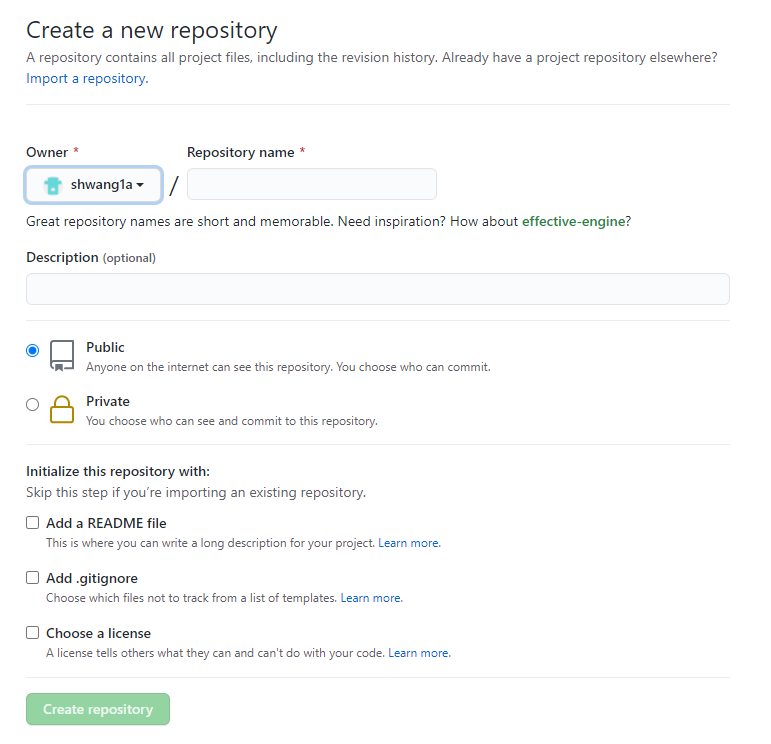 Create a new repository
A repository contains all project files, including the revision history. Already have a project repository elsewhere?
Import a repository.
Owner * Repository name *
shwang1a /
Great repository names are short and memorable. Need inspiration? How about effective-engine?
Description (optional)
Public
Anyone on the internet can see this repository. You choose who can commit.
Private
You choose who can see and commit to this repository.
Initialize this repository with:
Skip this step if you’re importing an existing repository.
Add a README file
This is where you can write a long description for your project. Learn more.
Add .gitignore
Choose which files not to track from a list of templates. Learn more.
Choose a license
A license tells others what they can and can't do with your code. Learn more.
Create repository